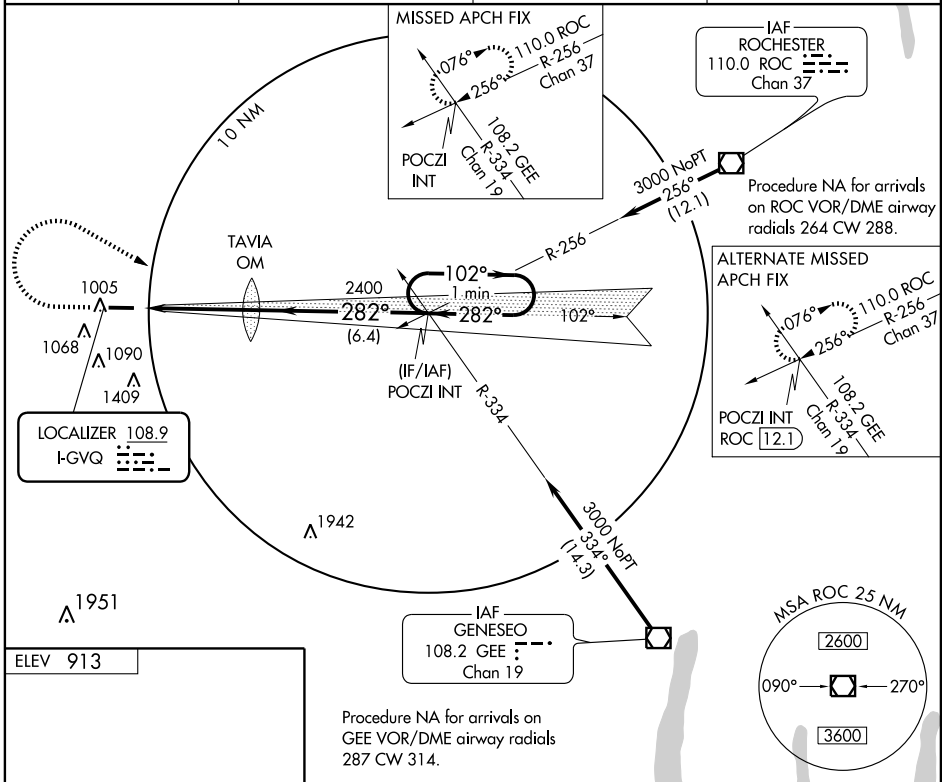 MISSED APCH FIX
076°
256°
110.0 ROC
R-256
Chan 37
108.2 GEE
R-334
Chan 19
POCZI
INT
IAF
ROCHESTER
110.0 ROC
Chan 37
10 NM
3000 NoPT
256°
(12.1)
R-256
Procedure NA for arrivals
on ROC VOR/DME airway
radials 264 CW 288.
TAVIA
OM
ALTERNATE MISSED
APCH FIX
076°
256°
110.0 ROC
R-256
Chan 37
108.2 GEE
R-334
Chan 19
POCZI INT
ROC 12.1
1005
1068
1090
1409
2400
282°
(6.4)
102°
1 min
282°
102°
(IF/IAF)
POCZI INT
R-334
LOCALIZER 108.9
I-GVQ
1942
3000 NoPT
334°
(14.3)
1951
IAF
GENESEO
108.2 GEE
Chan 19
MSA ROC 25 NM
2600
090°
270°
3600
ELEV 913
Procedure NA for arrivals on
GEE VOR/DME airway radials
287 CW 314.